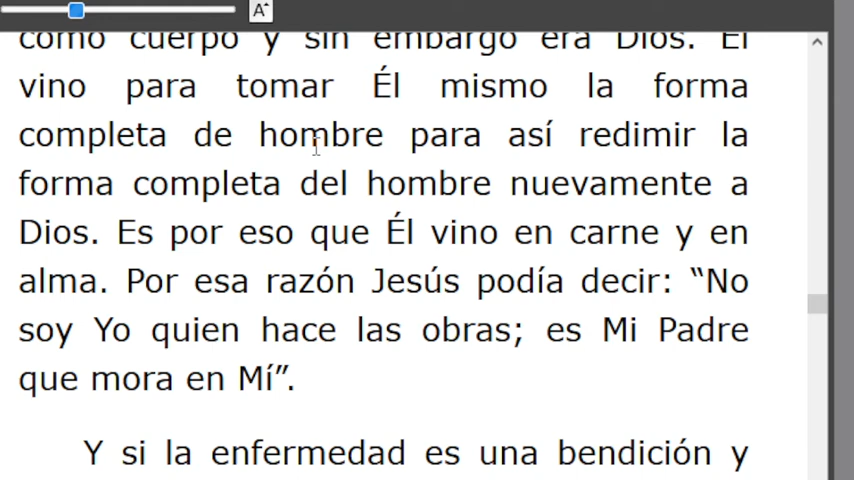 A
como cuerpo y sin embargo era Dios. Él
vino para tomar Él mismo la forma
completa de hombre para así redimir la
forma completa del hombre nuevamente a
Dios. Es por eso que Él vino en carne y en
alma. Por esa razón Jesús podía decir: “No
soy Yo quien hace las obras; es Mi Padre
que mora en Mí”.
Y si la enfermedad es una bendición y